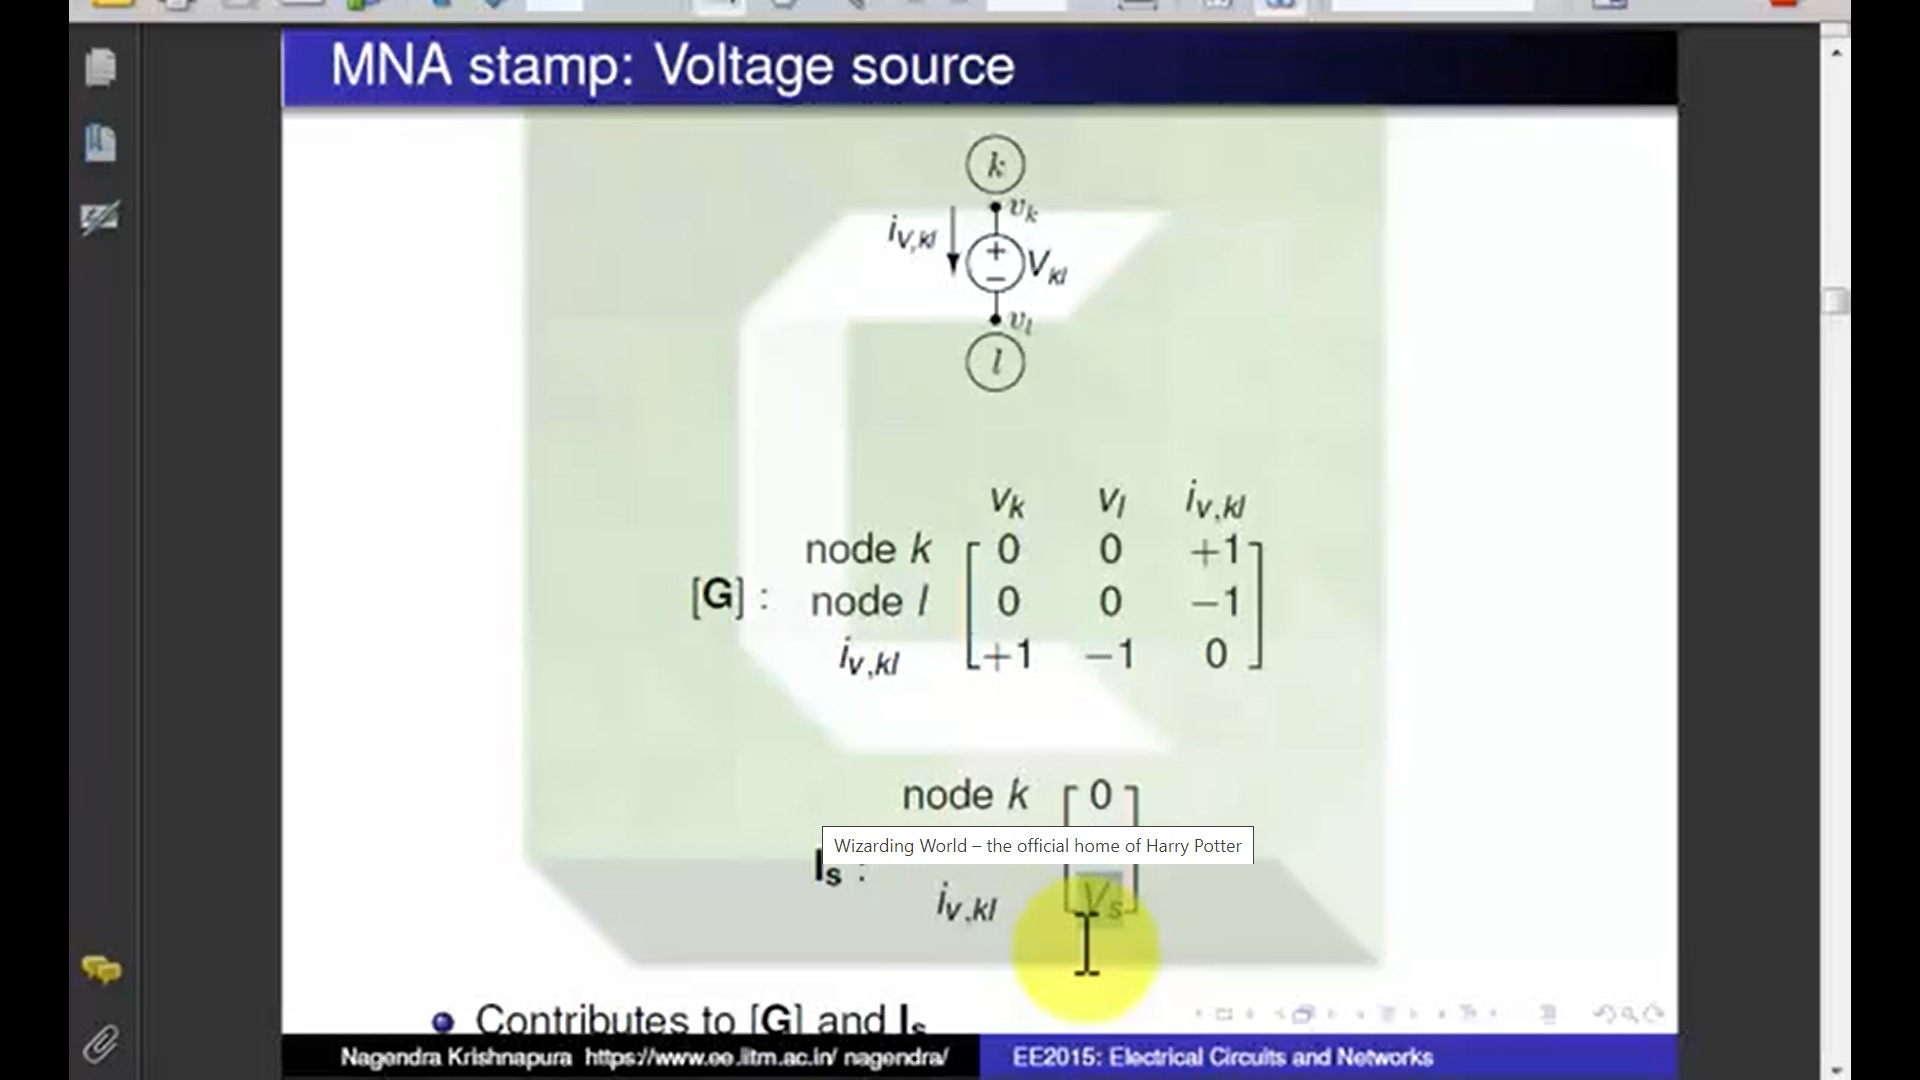 MNA stamp: Voltage source
k
v_k
i_{v,kl}
+
−
V_{kl}
v_l
l
v_k v_l i_{v,kl}
node k 0 0 +1
[G] : node l 0 0 −1
i_{v,kl} +1 −1 0
node k 0
Wizarding World – the official home of Harry Potter
I_s :
i_{v,kl} V_s
Contributes to [G] and I_s
Nagendra Krishnapura https://www.ee.iitm.ac.in/ nagendra/ EE2015: Electrical Circuits and Networks